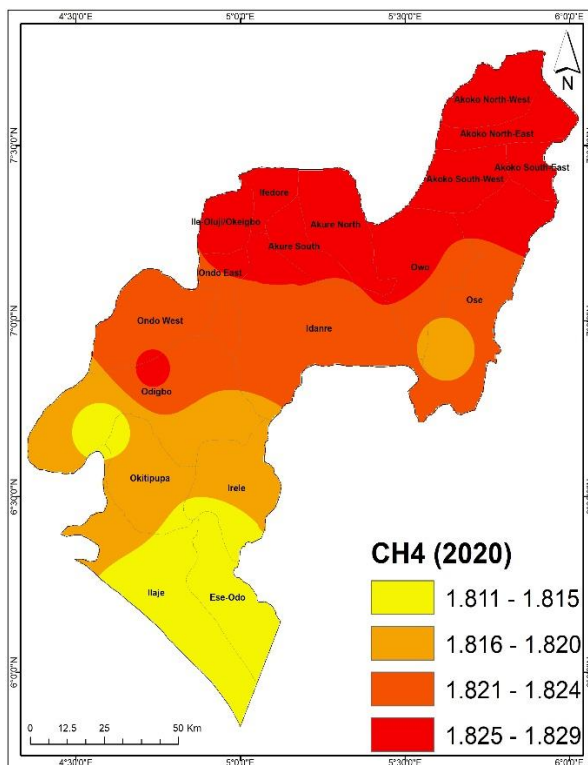 4°30'0"E 5°0'0"E 5°30'0"E 6°0'0"E
N
Akoko North-West
7°30'0"N
Akoko North-East
Akoko South-East
Akoko South-West
Ifedore
Ile-Oluji/Okeigbo
Akure North
Akure South
Owo
Ondo East
Ose
7°0'0"N
Ondo West
Idanre
Odigbo
Okitipupa
Irele
6°30'0"N
CH4 (2020)
Ilaje
Ese-Odo
1.811 - 1.815
1.816 - 1.820
6°0'0"N
1.821 - 1.824
1.825 - 1.829
0 12.5 25 50 Km
4°30'0"E 5°0'0"E 5°30'0"E 6°0'0"E